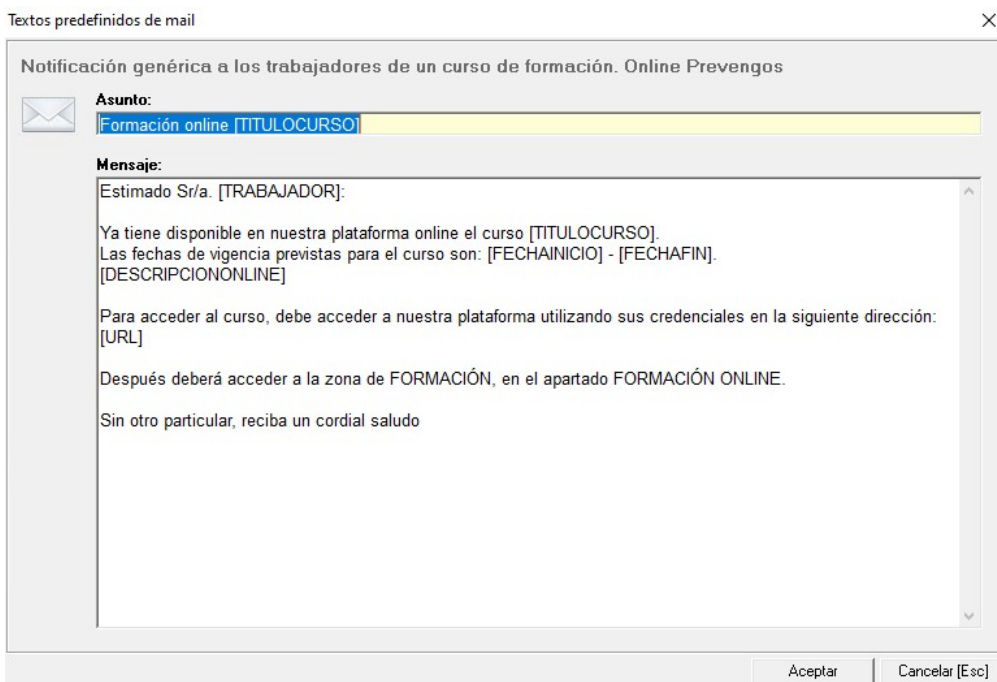 Textos predefinidos de mail
Notificación genérica a los trabajadores de un curso de formación. Online Prevengos
Asunto:
Formación online [TITULOCURSO]
Mensaje:
Estimado Sr/a. [TRABAJADOR]:
Ya tiene disponible en nuestra plataforma online el curso [TITULOCURSO].
Las fechas de vigencia previstas para el curso son: [FECHAINICIO] - [FECHAFIN].
[DESCRIPCIONONLINE]
Para acceder al curso, debe acceder a nuestra plataforma utilizando sus credenciales en la siguiente dirección:
[URL]
Después deberá acceder a la zona de FORMACIÓN, en el apartado FORMACIÓN ONLINE.
Sin otro particular, reciba un cordial saludo
Aceptar
Cancelar [Esc]